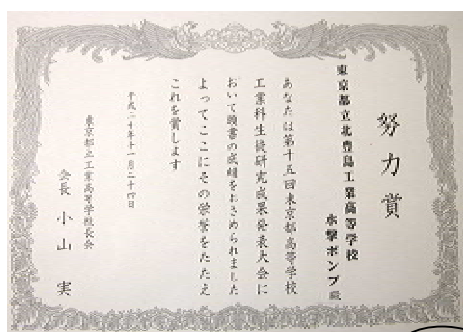 努力賞
東京都立北豊島工業高等学校
水撃ポンプ
あなたは第十五回東京都高等学校
工業科生徒研究成果発表大会に
おいて頭書の成績をおさめられました
よってここにその栄誉をたたえ
これを賞します
平成二十年十一月二十四日
東京都立工業高等学校長会
会長 小山 実